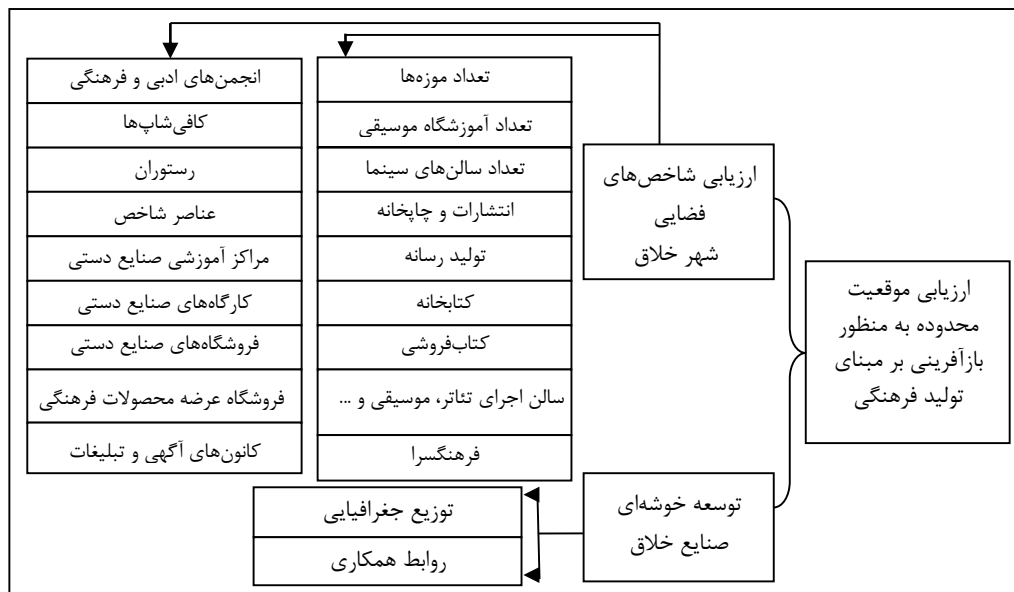 ارزیابی موقعیت
محدوده به منظور
بازآفرینی بر مبنای
تولید فرهنگی
ارزیابی شاخص‌های
فضایی
شهر خلاق
تعداد موزه‌ها
تعداد آموزشگاه موسیقی
تعداد سالن‌های سینما
انتشارات و چاپخانه
تولید رسانه
کتابخانه
کتاب‌فروشی
سالن اجرای تئاتر، موسیقی و ...
فرهنگسرا
انجمن‌های ادبی و فرهنگی
کافی‌شاپ‌ها
رستوران
عناصر شاخص
مراکز آموزشی صنایع دستی
کارگاه‌های صنایع دستی
فروشگاه‌های صنایع دستی
فروشگاه عرضه محصولات فرهنگی
کانون‌های آگهی و تبلیغات
توسعه خوشه‌ای
صنایع خلاق
توزیع جغرافیایی
روابط همکاری